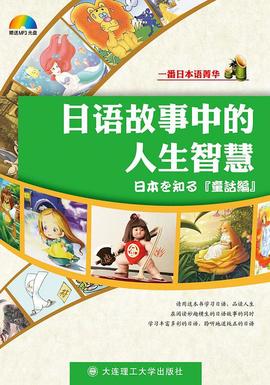 赠送MP3光盘
一番日本语菁华
日语故事中的
人生智慧
日本を知る『童話編』
请用这本书学习日语，品读人生
在阅读妙趣横生的日语故事的同时
学习丰富多彩的日语，聆听地道纯正的日语
大连理工大学出版社